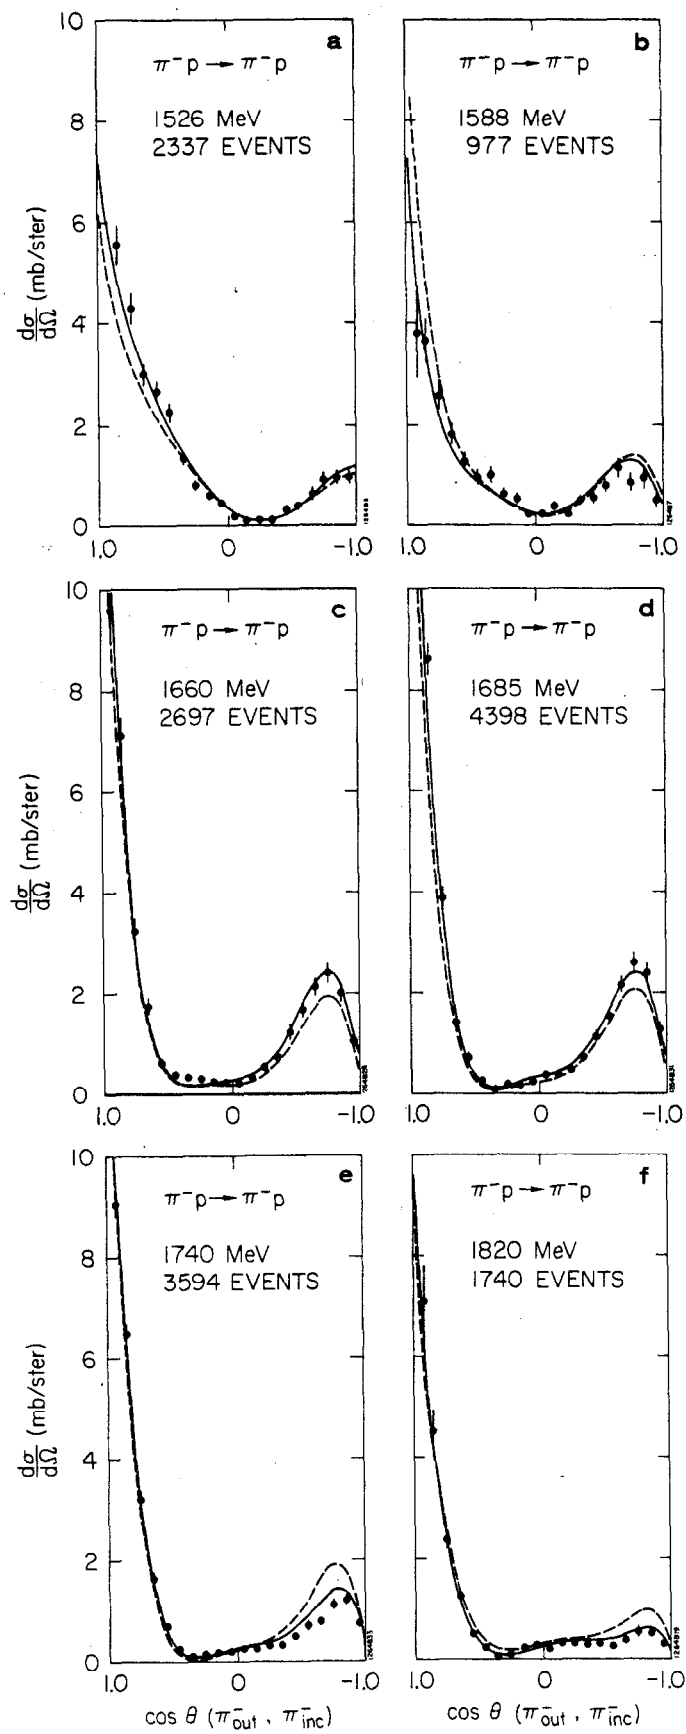 a
π⁻p → π⁻p
1526 MeV
2337 EVENTS
10
8
6
4
2
0
dσ/dΩ (mb/ster)
1.0 0 -1.0
b
π⁻p → π⁻p
1588 MeV
977 EVENTS
1.0 0 -1.0
c
π⁻p → π⁻p
1660 MeV
2697 EVENTS
10
8
6
4
2
0
dσ/dΩ (mb/ster)
1.0 0 -1.0
d
π⁻p → π⁻p
1685 MeV
4398 EVENTS
1.0 0 -1.0
e
π⁻p → π⁻p
1740 MeV
3594 EVENTS
10
8
6
4
2
0
dσ/dΩ (mb/ster)
1.0 0 -1.0
cos θ (π⁻out , π⁻inc)
f
π⁻p → π⁻p
1820 MeV
1740 EVENTS
1.0 0 -1.0
cos θ (π⁻out , π⁻inc)